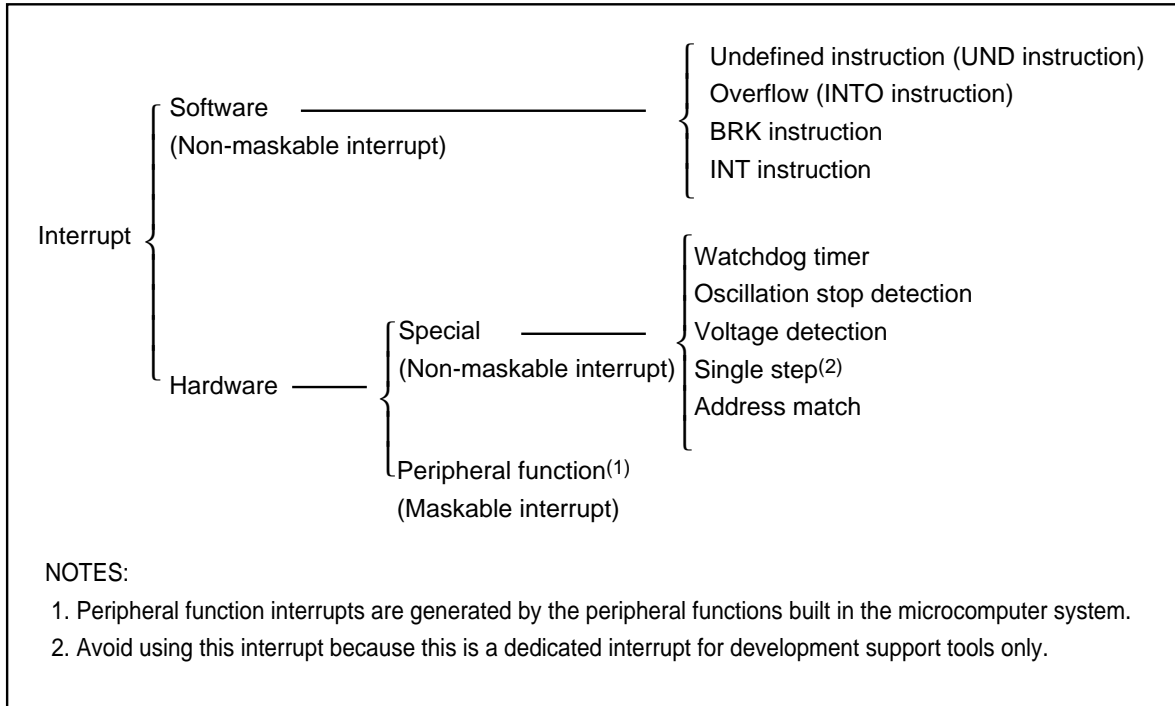 Interrupt
Software
(Non-maskable interrupt)
Undefined instruction (UND instruction)
Overflow (INTO instruction)
BRK instruction
INT instruction
Hardware
Special
(Non-maskable interrupt)
Watchdog timer
Oscillation stop detection
Voltage detection
Single step(2)
Address match
Peripheral function(1)
(Maskable interrupt)
NOTES:
1. Peripheral function interrupts are generated by the peripheral functions built in the microcomputer system.
2. Avoid using this interrupt because this is a dedicated interrupt for development support tools only.